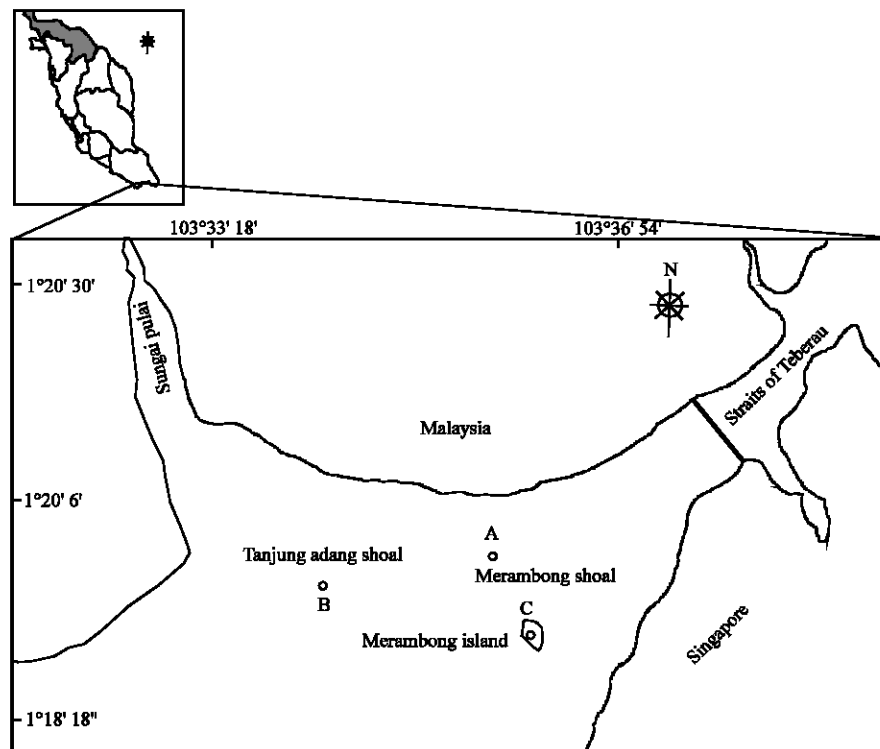 103°33' 18'
103°36' 54'
N
1°20' 30'
Sungai pulai
Straits of Teberau
Malaysia
1°20' 6'
A
Tanjung adang shoal
Merambong shoal
B
C
Merambong island
Singapore
1°18' 18"